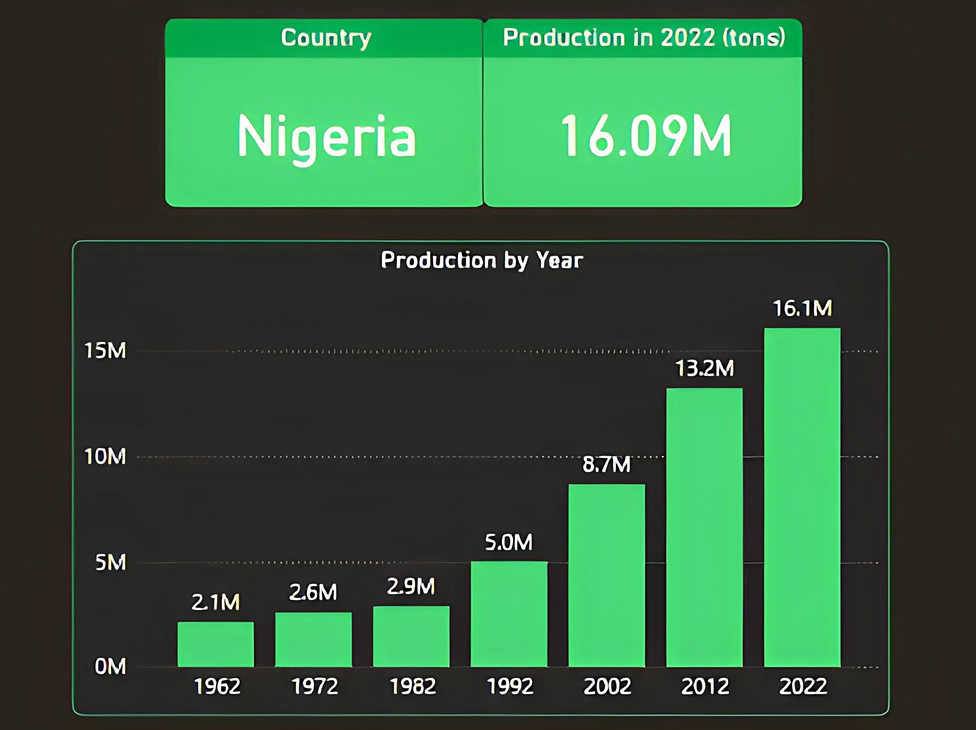 Country
Production in 2022 (tons)
Nigeria
16.09M
Production by Year
16.1M
15M
13.2M
10M
8.7M
5.0M
5M
2.9M
2.6M
2.1M
0M
1962 1972 1982 1992 2002 2012 2022